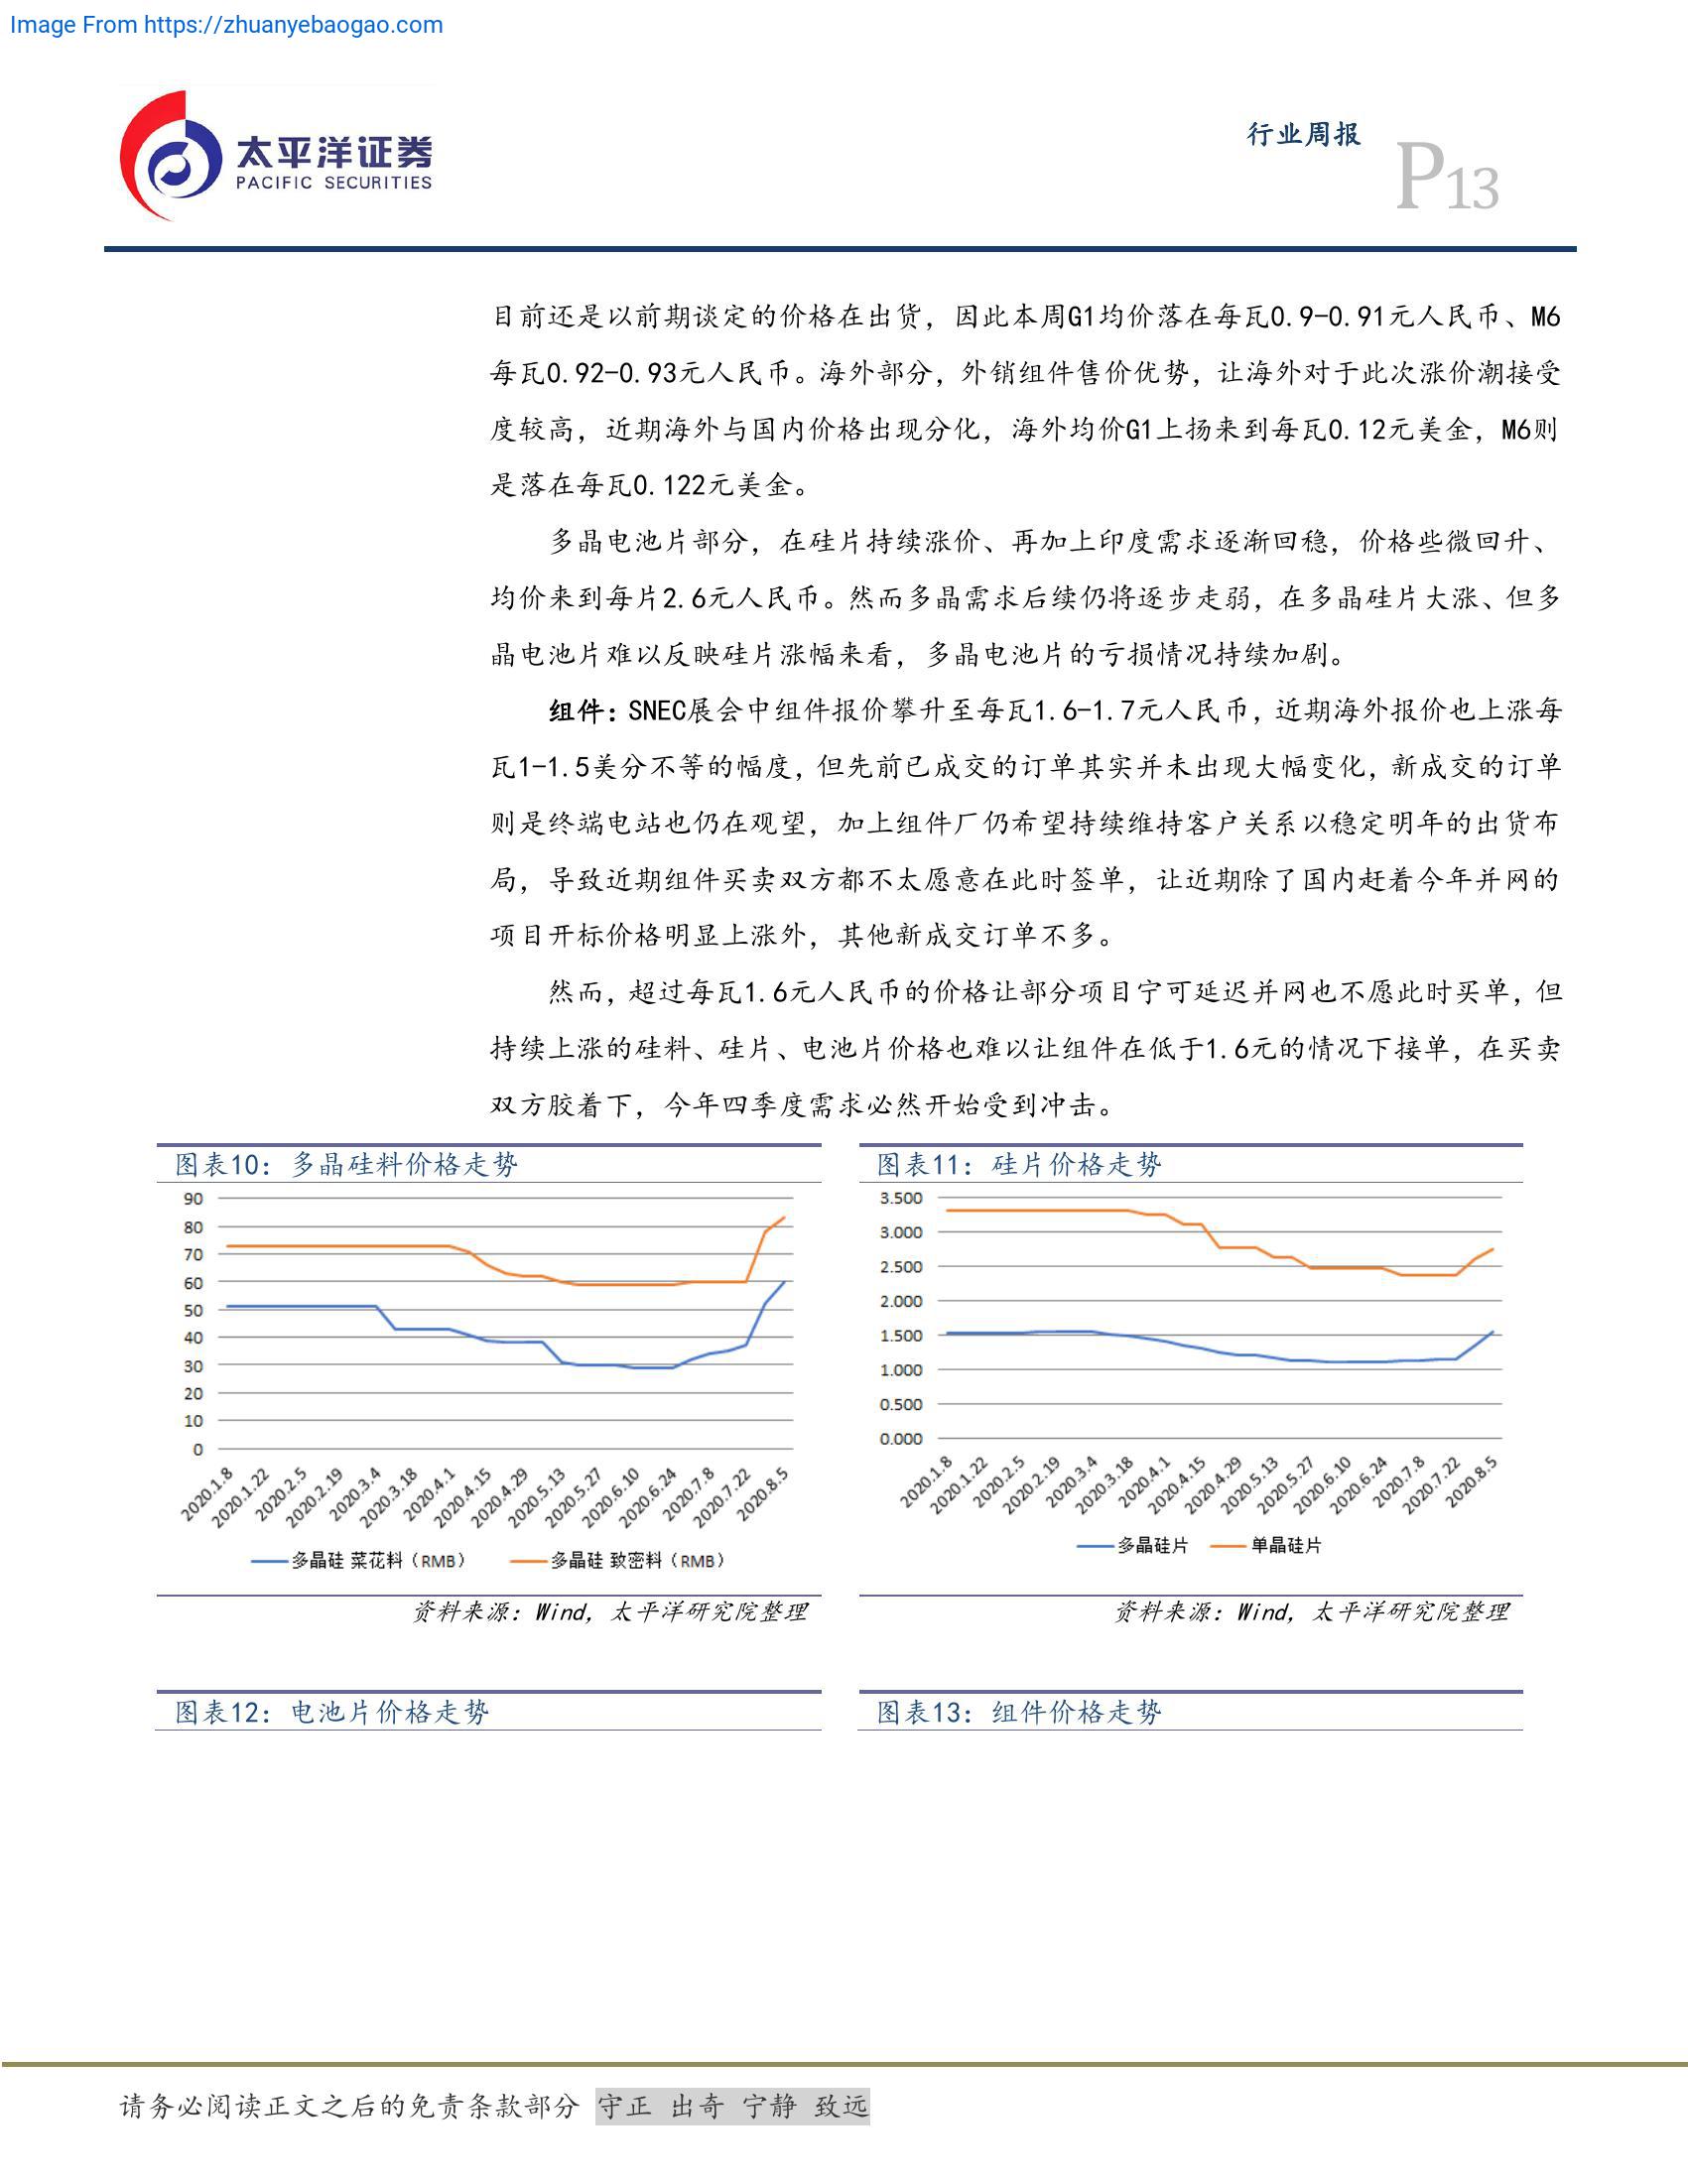 Image From https://zhuanyebaogao.com
太平洋证券
PACIFIC SECURITIES
行业周报
P13
目前还是以前期谈定的价格在出货，因此本周G1均价落在每瓦0.9-0.91元人民币、M6
每瓦0.92-0.93元人民币。海外部分，外销组件售价优势，让海外对于此次涨价潮接受
度较高，近期海外与国内价格出现分化，海外均价G1上扬来到每瓦0.12元美金，M6则
是落在每瓦0.122元美金。
多晶电池片部分，在硅片持续涨价、再加上印度需求逐渐回稳，价格些微回升、
均价来到每片2.6元人民币。然而多晶需求后续仍将逐步走弱，在多晶硅片大涨、但多
晶电池片难以反映硅片涨幅来看，多晶电池片的亏损情况持续加剧。
组件：SNEC展会中组件报价攀升至每瓦1.6-1.7元人民币，近期海外报价也上涨每
瓦1-1.5美分不等的幅度，但先前已成交的订单其实并未出现大幅变化，新成交的订单
则是终端电站也仍在观望，加上组件厂仍希望持续维持客户关系以稳定明年的出货布
局，导致近期组件买卖双方都不太愿意在此时签单，让近期除了国内赶着今年并网的
项目开标价格明显上涨外，其他新成交订单不多。
然而，超过每瓦1.6元人民币的价格让部分项目宁可延迟并网也不愿此时买单，但
持续上涨的硅料、硅片、电池片价格也难以让组件在低于1.6元的情况下接单，在买卖
双方胶着下，今年四季度需求必然开始受到冲击。
图表10：多晶硅料价格走势
90
80
70
60
50
40
30
20
10
0
2020.1.8 2020.1.22 2020.2.5 2020.2.19 2020.3.4 2020.3.18 2020.4.1 2020.4.15 2020.4.29 2020.5.13 2020.5.27 2020.6.10 2020.6.24 2020.7.8 2020.7.22 2020.8.5
多晶硅 菜花料（RMB） 多晶硅 致密料（RMB）
资料来源：Wind，太平洋研究院整理
图表11：硅片价格走势
3.500
3.000
2.500
2.000
1.500
1.000
0.500
0.000
2020.1.8 2020.1.22 2020.2.5 2020.2.19 2020.3.4 2020.3.18 2020.4.1 2020.4.15 2020.4.29 2020.5.13 2020.5.27 2020.6.10 2020.6.24 2020.7.8 2020.7.22 2020.8.5
多晶硅片 单晶硅片
资料来源：Wind，太平洋研究院整理
图表12：电池片价格走势
图表13：组件价格走势
请务必阅读正文之后的免责条款部分 守正 出奇 宁静 致远